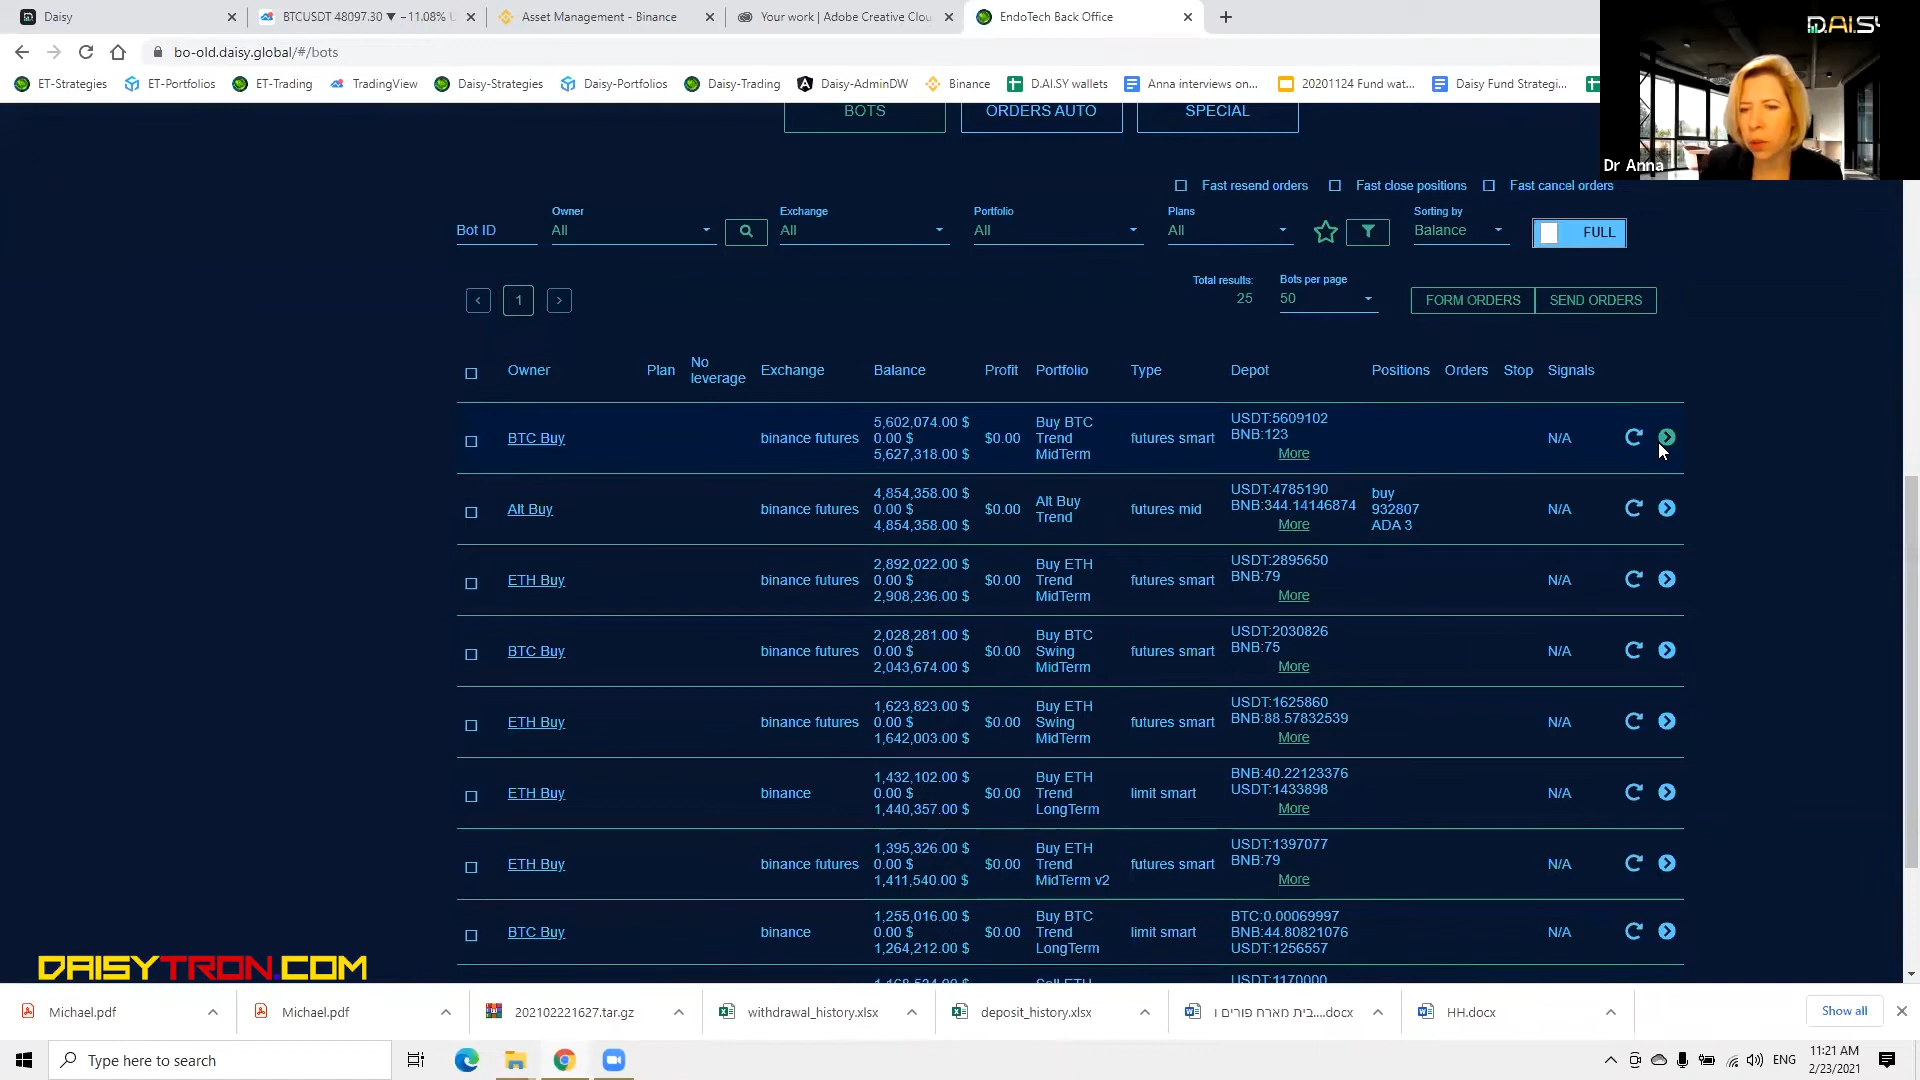 Daisy
BTCUSDT 48097.30 ▼ −11.08% U
Asset Management - Binance
Your work | Adobe Creative Clou
EndoTech Back Office
bo-old.daisy.global/#/bots
ET-Strategies
ET-Portfolios
ET-Trading
TradingView
Daisy-Strategies
Daisy-Portfolios
Daisy-Trading
Daisy-AdminDW
Binance
D.AI.SY wallets
Anna interviews on...
20201124 Fund wat...
Daisy Fund Strategi...
D.AI.SY
Dr Anna
BOTS
ORDERS AUTO
SPECIAL
Fast resend orders
Fast close positions
Fast cancel orders
Bot ID
Owner
All
Exchange
All
Portfolio
All
Plans
All
Sorting by
Balance
FULL
< 1 >
Total results:
25
Bots per page
50
FORM ORDERS
SEND ORDERS
Owner Plan No leverage Exchange Balance Profit Portfolio Type Depot Positions Orders Stop Signals
BTC Buy binance futures 5,602,074.00 $ 0.00 $ 5,627,318.00 $ $0.00 Buy BTC Trend MidTerm futures smart USDT:5609102 BNB:123 More N/A
Alt Buy binance futures 4,854,358.00 $ 0.00 $ 4,854,358.00 $ $0.00 Alt Buy Trend futures mid USDT:4785190 BNB:344.14146874 More buy 932807 ADA 3 N/A
ETH Buy binance futures 2,892,022.00 $ 0.00 $ 2,908,236.00 $ $0.00 Buy ETH Trend MidTerm futures smart USDT:2895650 BNB:79 More N/A
BTC Buy binance futures 2,028,281.00 $ 0.00 $ 2,043,674.00 $ $0.00 Buy BTC Swing MidTerm futures smart USDT:2030826 BNB:75 More N/A
ETH Buy binance futures 1,623,823.00 $ 0.00 $ 1,642,003.00 $ $0.00 Buy ETH Swing MidTerm futures smart USDT:1625860 BNB:88.57832539 More N/A
ETH Buy binance 1,432,102.00 $ 0.00 $ 1,440,357.00 $ $0.00 Buy ETH Trend LongTerm limit smart BNB:40.22123376 USDT:1433898 More N/A
ETH Buy binance futures 1,395,326.00 $ 0.00 $ 1,411,540.00 $ $0.00 Buy ETH Trend MidTerm v2 futures smart USDT:1397077 BNB:79 More N/A
BTC Buy binance 1,255,016.00 $ 0.00 $ 1,264,212.00 $ $0.00 Buy BTC Trend LongTerm limit smart BTC:0.00069997 BNB:44.80821076 USDT:1256557 N/A
1,168,534.00 $ Sell ETH USDT:1170000
DAISYTRON.COM
Michael.pdf
Michael.pdf
202102221627.tar.gz
withdrawal_history.xlsx
deposit_history.xlsx
בית מארח פורים ו....docx
HH.docx
Show all
Type here to search
ENG
11:21 AM
2/23/2021